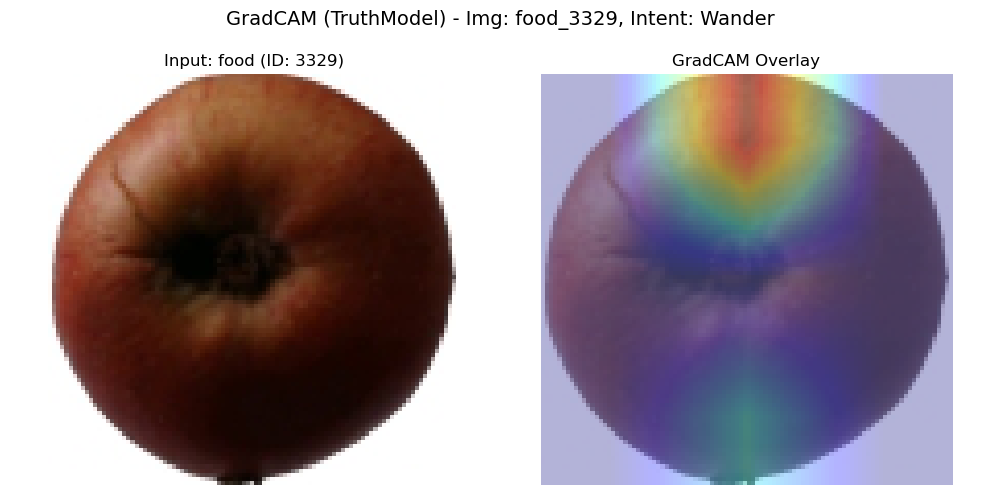 GradCAM (TruthModel) - Img: food_3329, Intent: Wander
Input: food (ID: 3329)
GradCAM Overlay